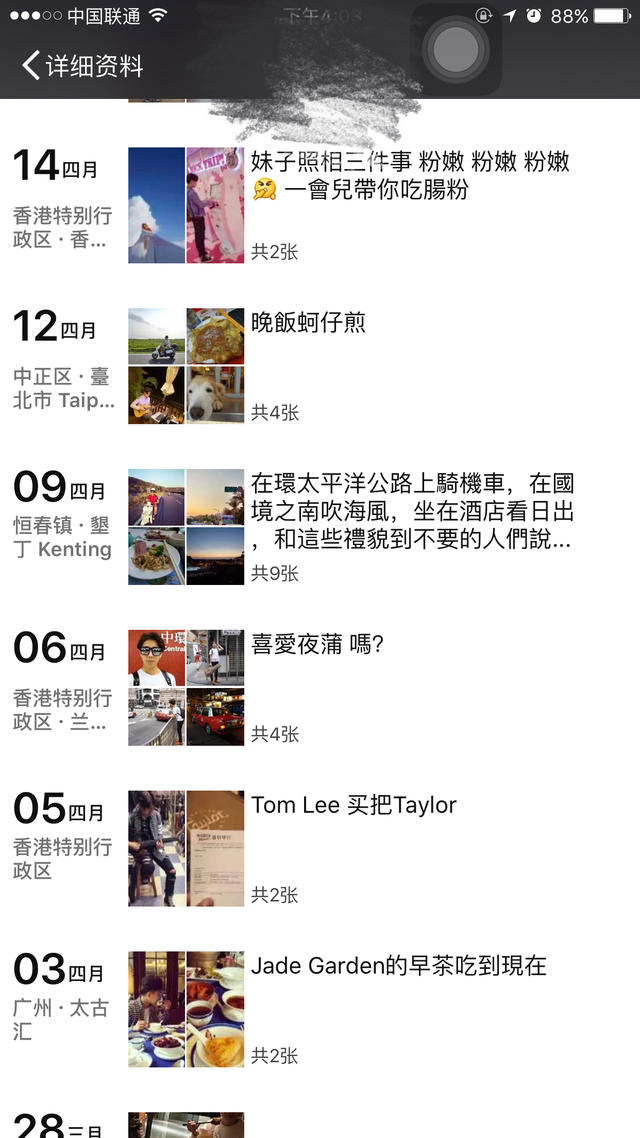 中国联通
下午4:03
88%
详细资料
14四月
香港特别行
政区 · 香...
妹子照相三件事 粉嫩 粉嫩 粉嫩
一會兒帶你吃腸粉
共2张
12四月
中正区 · 臺
北市 Taip...
晚飯蚵仔煎
共4张
09四月
恒春镇 · 墾
丁 Kenting
在環太平洋公路上騎機車，在國
境之南吹海風，坐在酒店看日出
，和這些禮貌到不要的人們說...
共9张
06四月
香港特别行
政区 · 兰...
中環
Central
喜愛夜蒲 嗎?
共4张
05四月
香港特别行
政区
Tom Lee 买把Taylor
共2张
03四月
广州 · 太古
汇
Jade Garden的早茶吃到現在
共2张
28三月